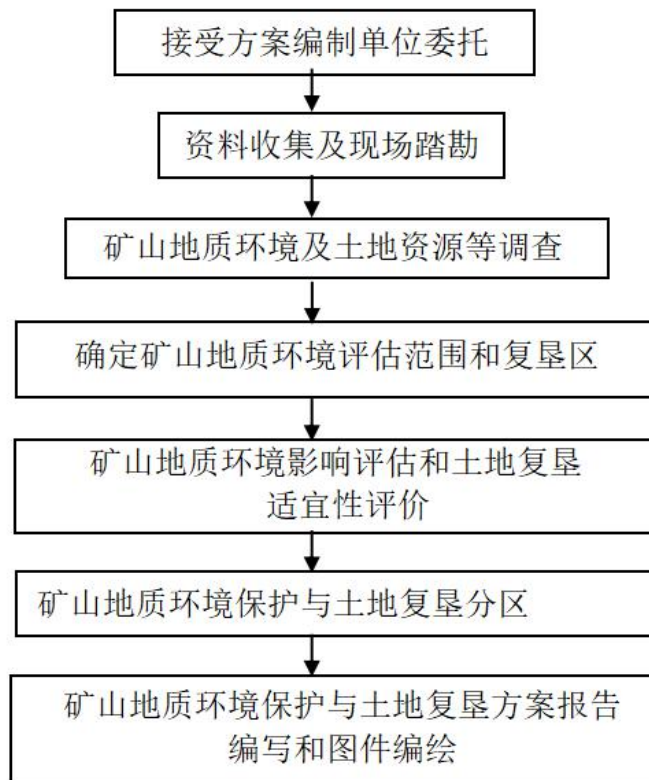 接受方案编制单位委托
资料收集及现场踏勘
矿山地质环境及土地资源等调查
确定矿山地质环境评估范围和复垦区
矿山地质环境影响评估和土地复垦
适宜性评价
矿山地质环境保护与土地复垦分区
矿山地质环境保护与土地复垦方案报告
编写和图件编绘